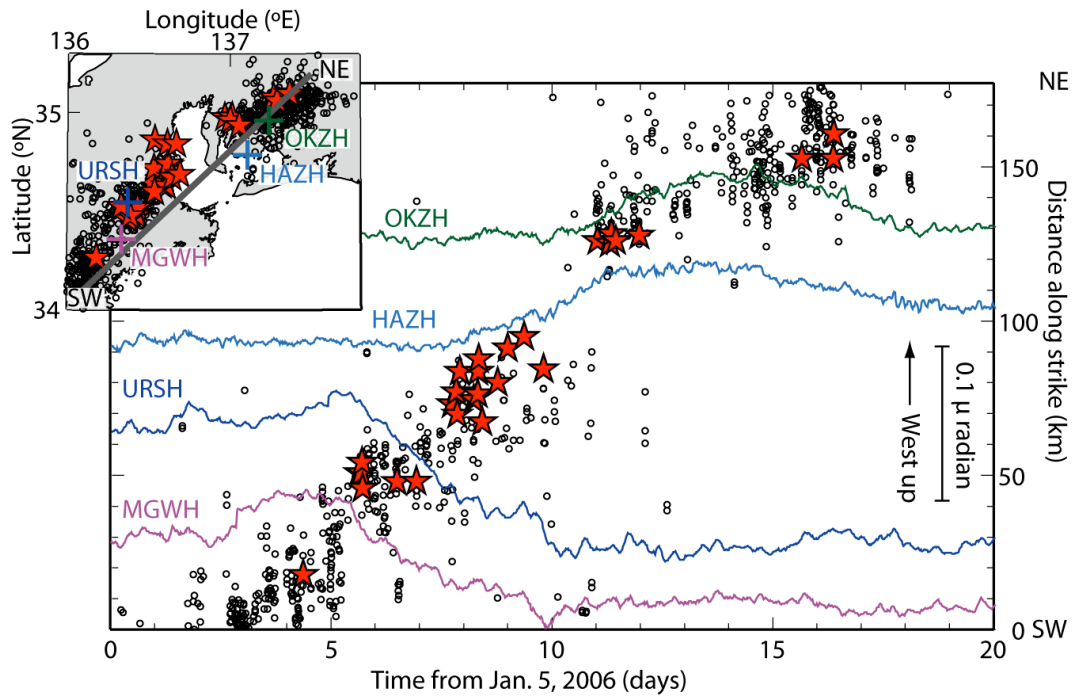 Longitude (ºE)
136
137
NE
NE
35
OKZH
URSH
HAZH
Latitude (ºN)
MGWH
SW
34
150
OKZH
HAZH
100
URSH
0.1 μ radian
West up
Distance along strike (km)
50
MGWH
0 SW
0
5
10
15
20
Time from Jan. 5, 2006 (days)